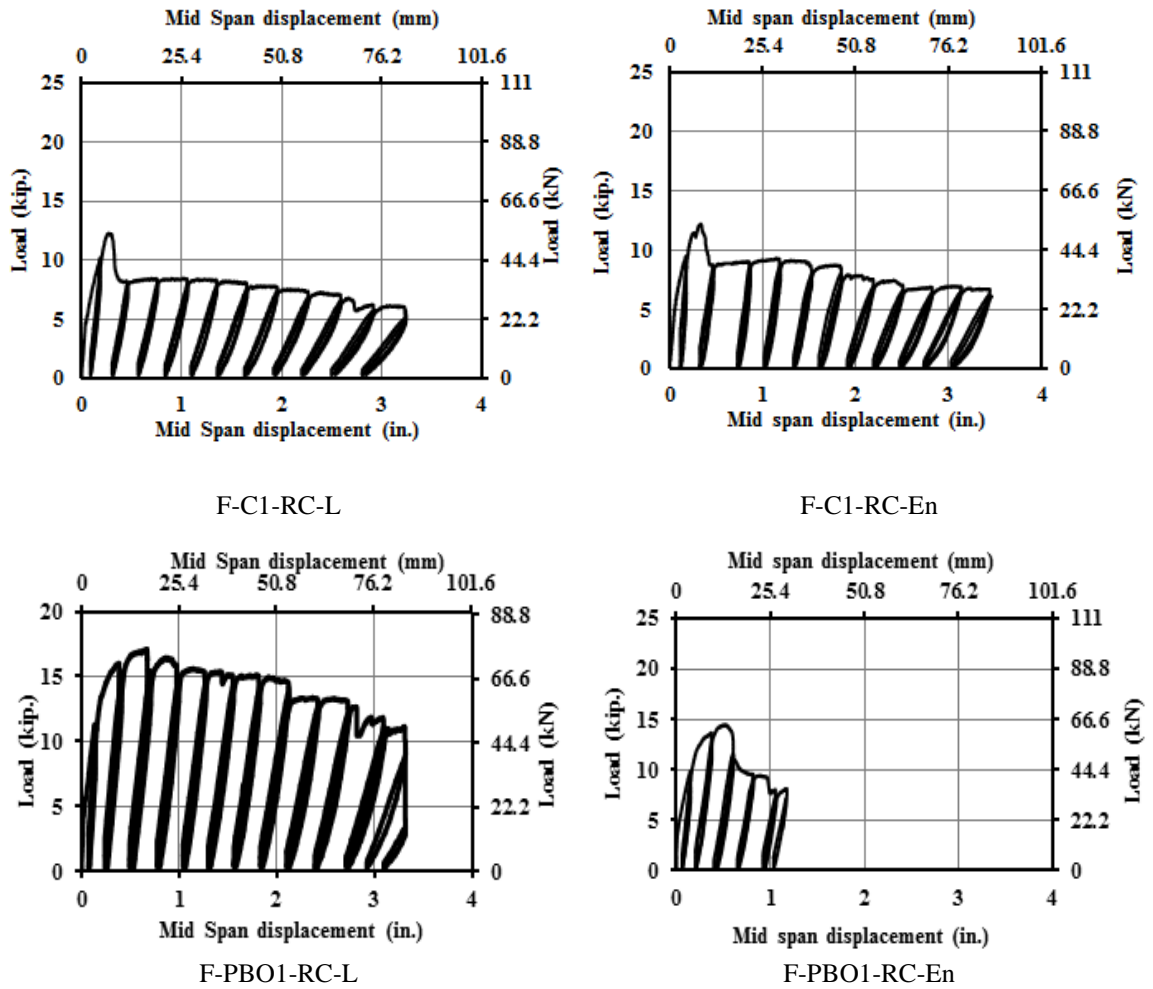 Mid Span displacement (mm)
0 25.4 50.8 76.2 101.6
25 20 15 10 5 0
Load (kip.)
111 88.8 66.6 44.4 22.2 0
Load (kN)
0 1 2 3 4
Mid Span displacement (in.)
F-C1-RC-L
Mid span displacement (mm)
0 25.4 50.8 76.2 101.6
25 20 15 10 5 0
Load (kip.)
111 88.8 66.6 44.4 22.2 0
Load (kN)
0 1 2 3 4
Mid span displacement (in.)
F-C1-RC-En
Mid Span displacement (mm)
0 25.4 50.8 76.2 101.6
20 15 10 5 0
Load (kip.)
88.8 66.6 44.4 22.2 0
Load (kN)
0 1 2 3 4
Mid Span displacement (in.)
F-PBO1-RC-L
Mid span displacement (mm)
0 25.4 50.8 76.2 101.6
25 20 15 10 5 0
Load (kip.)
111 88.8 66.6 44.4 22.2 0
Load (kN)
0 1 2 3 4
Mid span displacement (in.)
F-PBO1-RC-En